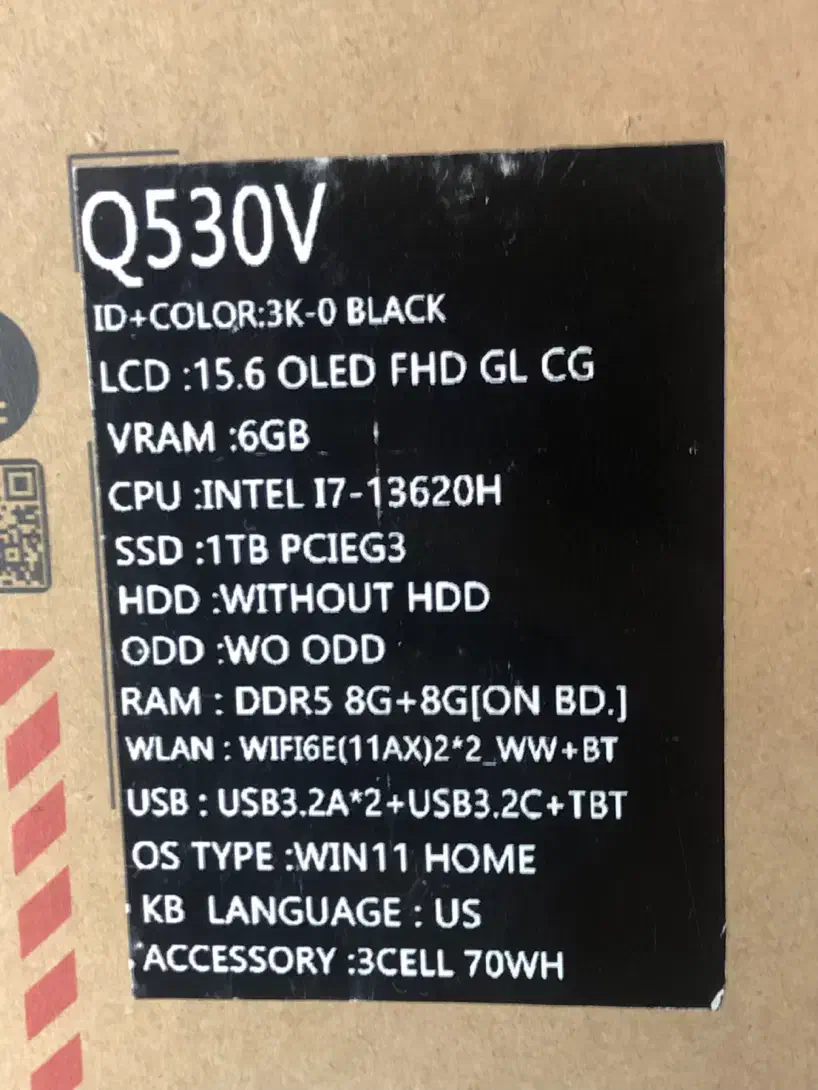 Q530V
ID+COLOR:3K-0 BLACK
LCD :15.6 OLED FHD GL CG
VRAM :6GB
CPU :INTEL I7-13620H
SSD :1TB PCIEG3
HDD :WITHOUT HDD
ODD :WO ODD
RAM : DDR5 8G+8G[ON BD.]
WLAN : WIFI6E(11AX)2*2_WW+BT
USB : USB3.2A*2+USB3.2C+TBT
OS TYPE :WIN11 HOME
KB LANGUAGE : US
ACCESSORY :3CELL 70WH